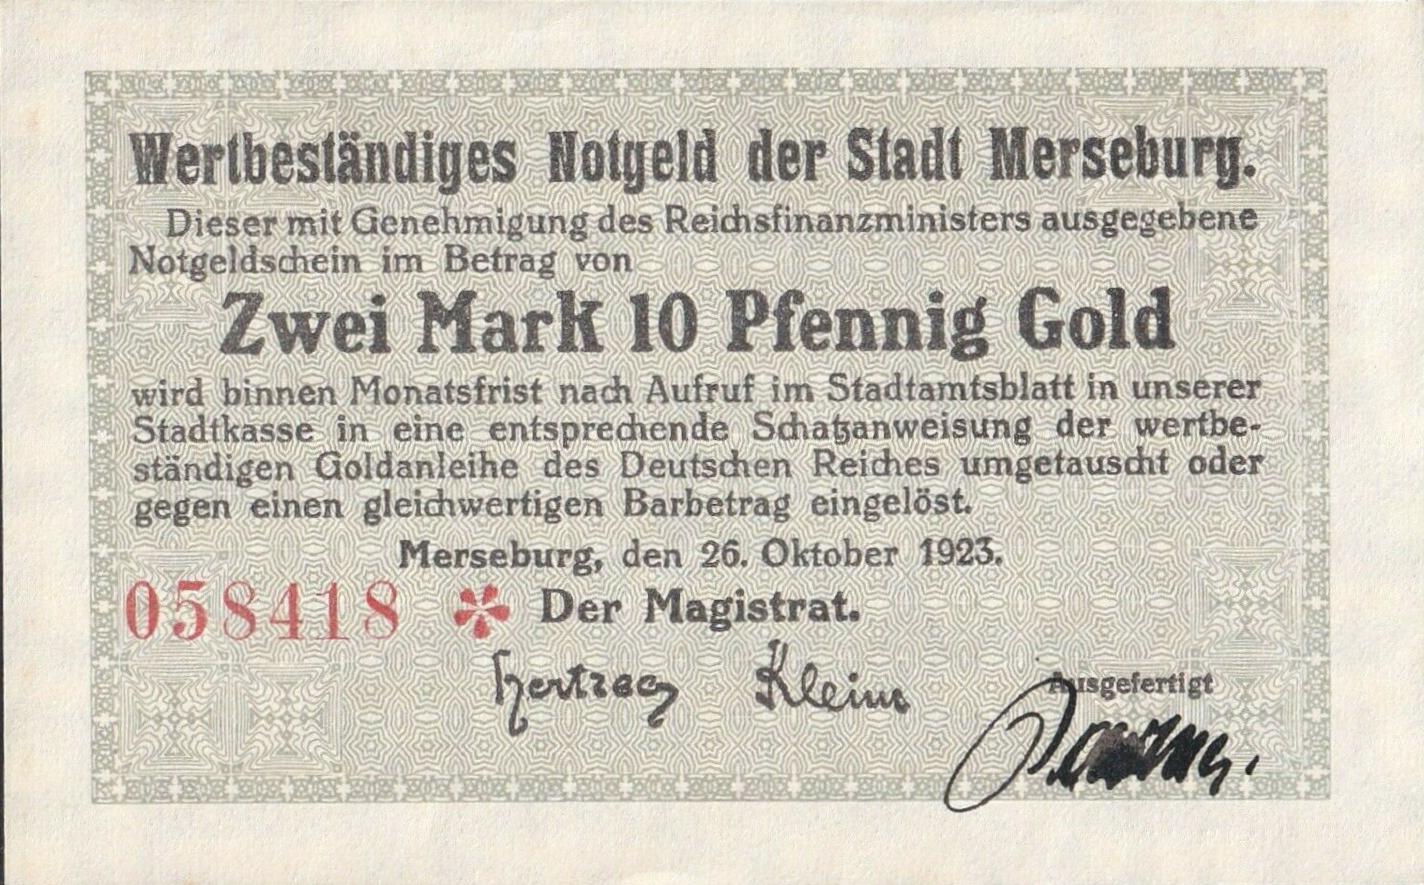 Wertbeständiges Notgeld der Stadt Merseburg.
Dieser mit Genehmigung des Reichsfinanzministers ausgegebene
Notgeldschein im Betrag von
Zwei Mark 10 Pfennig Gold
wird binnen Monatsfrist nach Aufruf im Stadtamtsblatt in unserer
Stadtkasse in eine entsprechende Schatzanweisung der wertbe-
ständigen Goldanleihe des Deutschen Reiches umgetauscht oder
gegen einen gleichwertigen Barbetrag eingelöst.
Merseburg, den 26. Oktober 1923.
058418 * Der Magistrat.
Hertzog Klein
Ausgefertigt